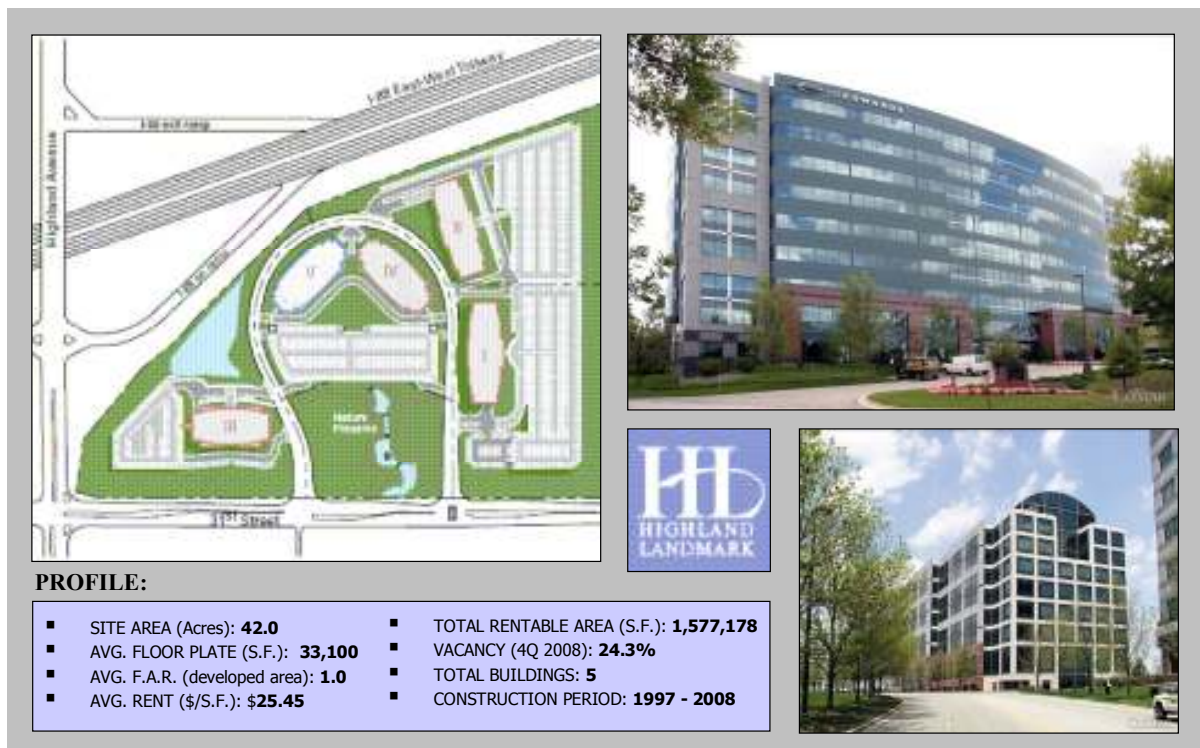 I-88 East-West Tollway
I-88 exit ramp
Highland Avenue
II
V
IV
I
III
Nature
Preserve
31ST Street
HL
HIGHLAND
LANDMARK
PROFILE:
▪ SITE AREA (Acres): 42.0
▪ AVG. FLOOR PLATE (S.F.): 33,100
▪ AVG. F.A.R. (developed area): 1.0
▪ AVG. RENT ($/S.F.): $25.45
▪ TOTAL RENTABLE AREA (S.F.): 1,577,178
▪ VACANCY (4Q 2008): 24.3%
▪ TOTAL BUILDINGS: 5
▪ CONSTRUCTION PERIOD: 1997 - 2008